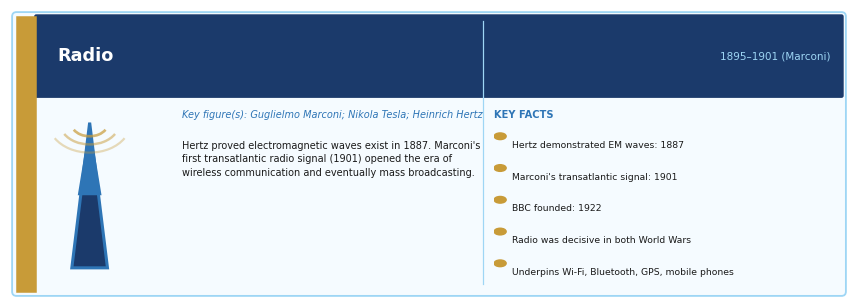 Radio
1895–1901 (Marconi)
Key figure(s): Guglielmo Marconi; Nikola Tesla; Heinrich Hertz
Hertz proved electromagnetic waves exist in 1887. Marconi's
first transatlantic radio signal (1901) opened the era of
wireless communication and eventually mass broadcasting.
KEY FACTS
Hertz demonstrated EM waves: 1887
Marconi's transatlantic signal: 1901
BBC founded: 1922
Radio was decisive in both World Wars
Underpins Wi-Fi, Bluetooth, GPS, mobile phones